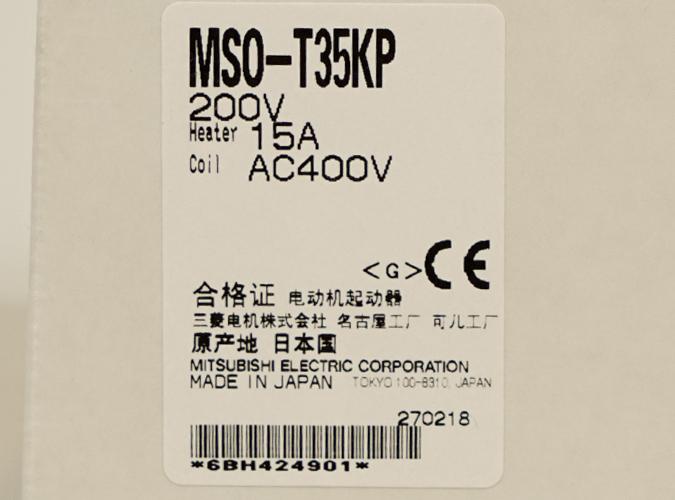 MSO-T35KP
200V
Heater 15A
Coil AC400V
<G> CE
合格证 电动机起动器
三菱电机株式会社 名古屋工厂 可儿工厂
原产地 日本国
MITSUBISHI ELECTRIC CORPORATION
MADE IN JAPAN TOKYO 100-8310, JAPAN
270218
*6BH424901*